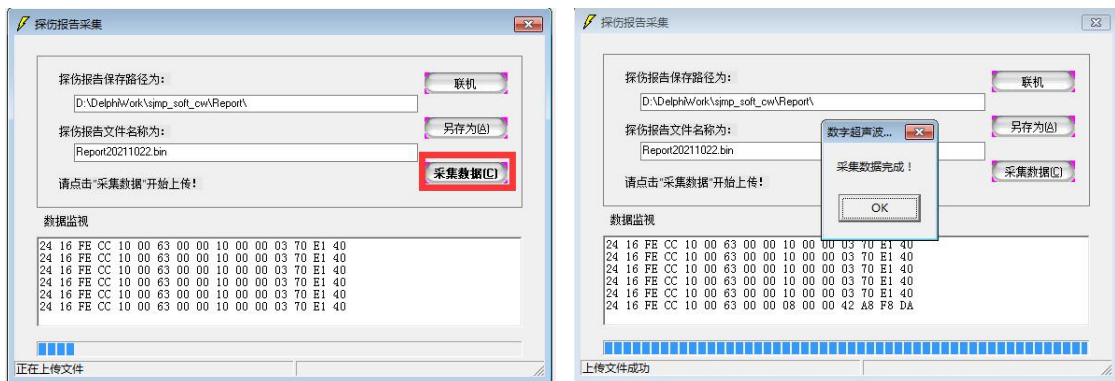 探伤报告采集
探伤报告保存路径为:
联机
D:\DelphiWork\sjmp_soft_cw\Report\
探伤报告文件名称为:
另存为(A)
Report20211022.bin
采集数据(C)
请点击"采集数据"开始上传!
数据监视
24 16 FE CC 10 00 63 00 00 10 00 00 03 70 E1 40
24 16 FE CC 10 00 63 00 00 10 00 00 03 70 E1 40
24 16 FE CC 10 00 63 00 00 10 00 00 03 70 E1 40
24 16 FE CC 10 00 63 00 00 10 00 00 03 70 E1 40
24 16 FE CC 10 00 63 00 00 10 00 00 03 70 E1 40
24 16 FE CC 10 00 63 00 00 10 00 00 03 70 E1 40
正在上传文件
探伤报告采集
探伤报告保存路径为:
联机
D:\DelphiWork\sjmp_soft_cw\Report\
探伤报告文件名称为:
另存为(A)
Report20211022.bin
数字超声波...
采集数据完成!
OK
采集数据(C)
请点击"采集数据"开始上传!
数据监视
24 16 FE CC 10 00 63 00 00 10 00 00 03 70 E1 40
24 16 FE CC 10 00 63 00 00 10 00 00 03 70 E1 40
24 16 FE CC 10 00 63 00 00 10 00 00 03 70 E1 40
24 16 FE CC 10 00 63 00 00 10 00 00 03 70 E1 40
24 16 FE CC 10 00 63 00 00 10 00 00 03 70 E1 40
24 16 FE CC 10 00 63 00 00 08 00 00 42 A8 F8 DA
上传文件成功